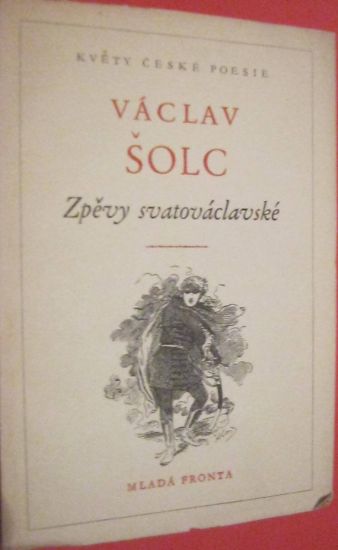 KVĚTY ČESKÉ POESIE
VÁCLAV
ŠOLC
Zpěvy svatováclavské
MLADÁ FRONTA